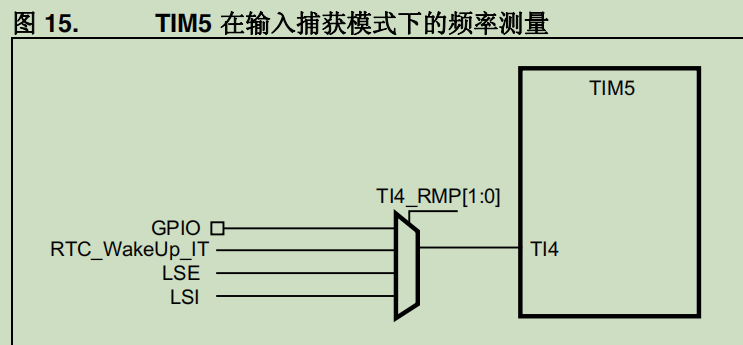 图 15. TIM5 在输入捕获模式下的频率测量
TIM5
TI4_RMP[1:0]
GPIO
RTC_WakeUp_IT
TI4
LSE
LSI